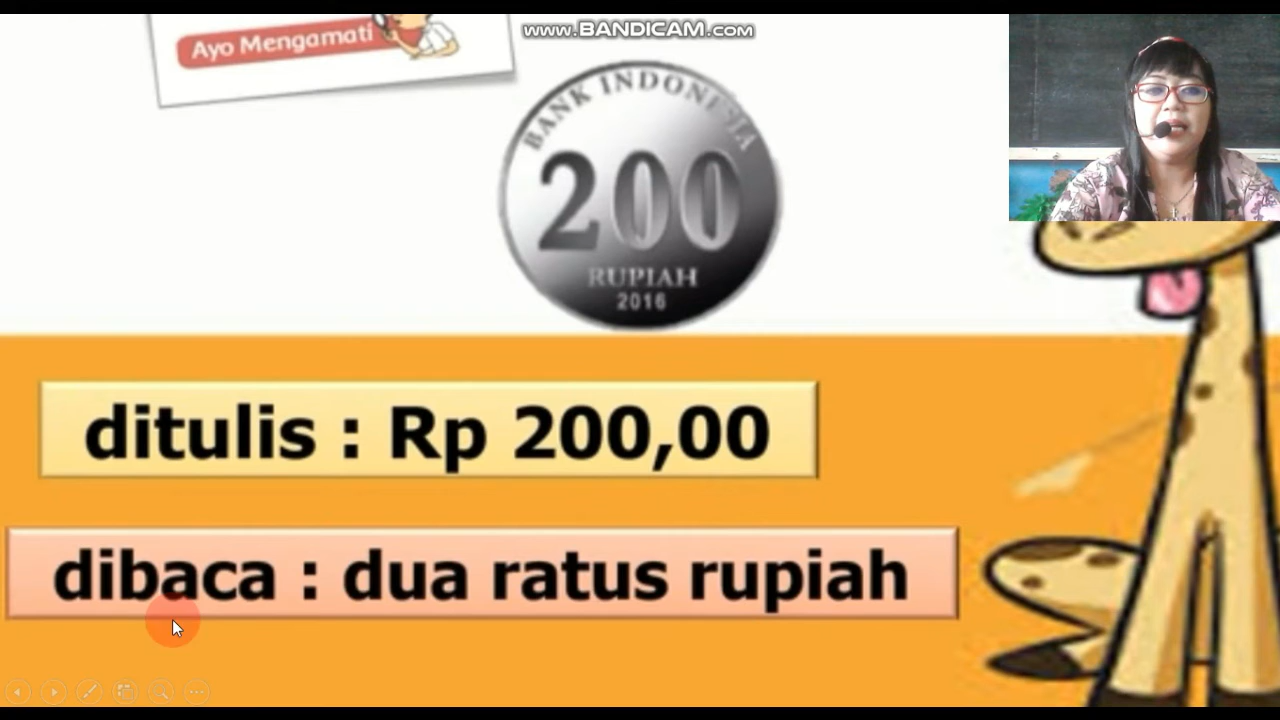 www.BANDICAM.com
Ayo Mengamati
BANK INDONESIA
200
RUPIAH
2016
ditulis : Rp 200,00
dibaca : dua ratus rupiah